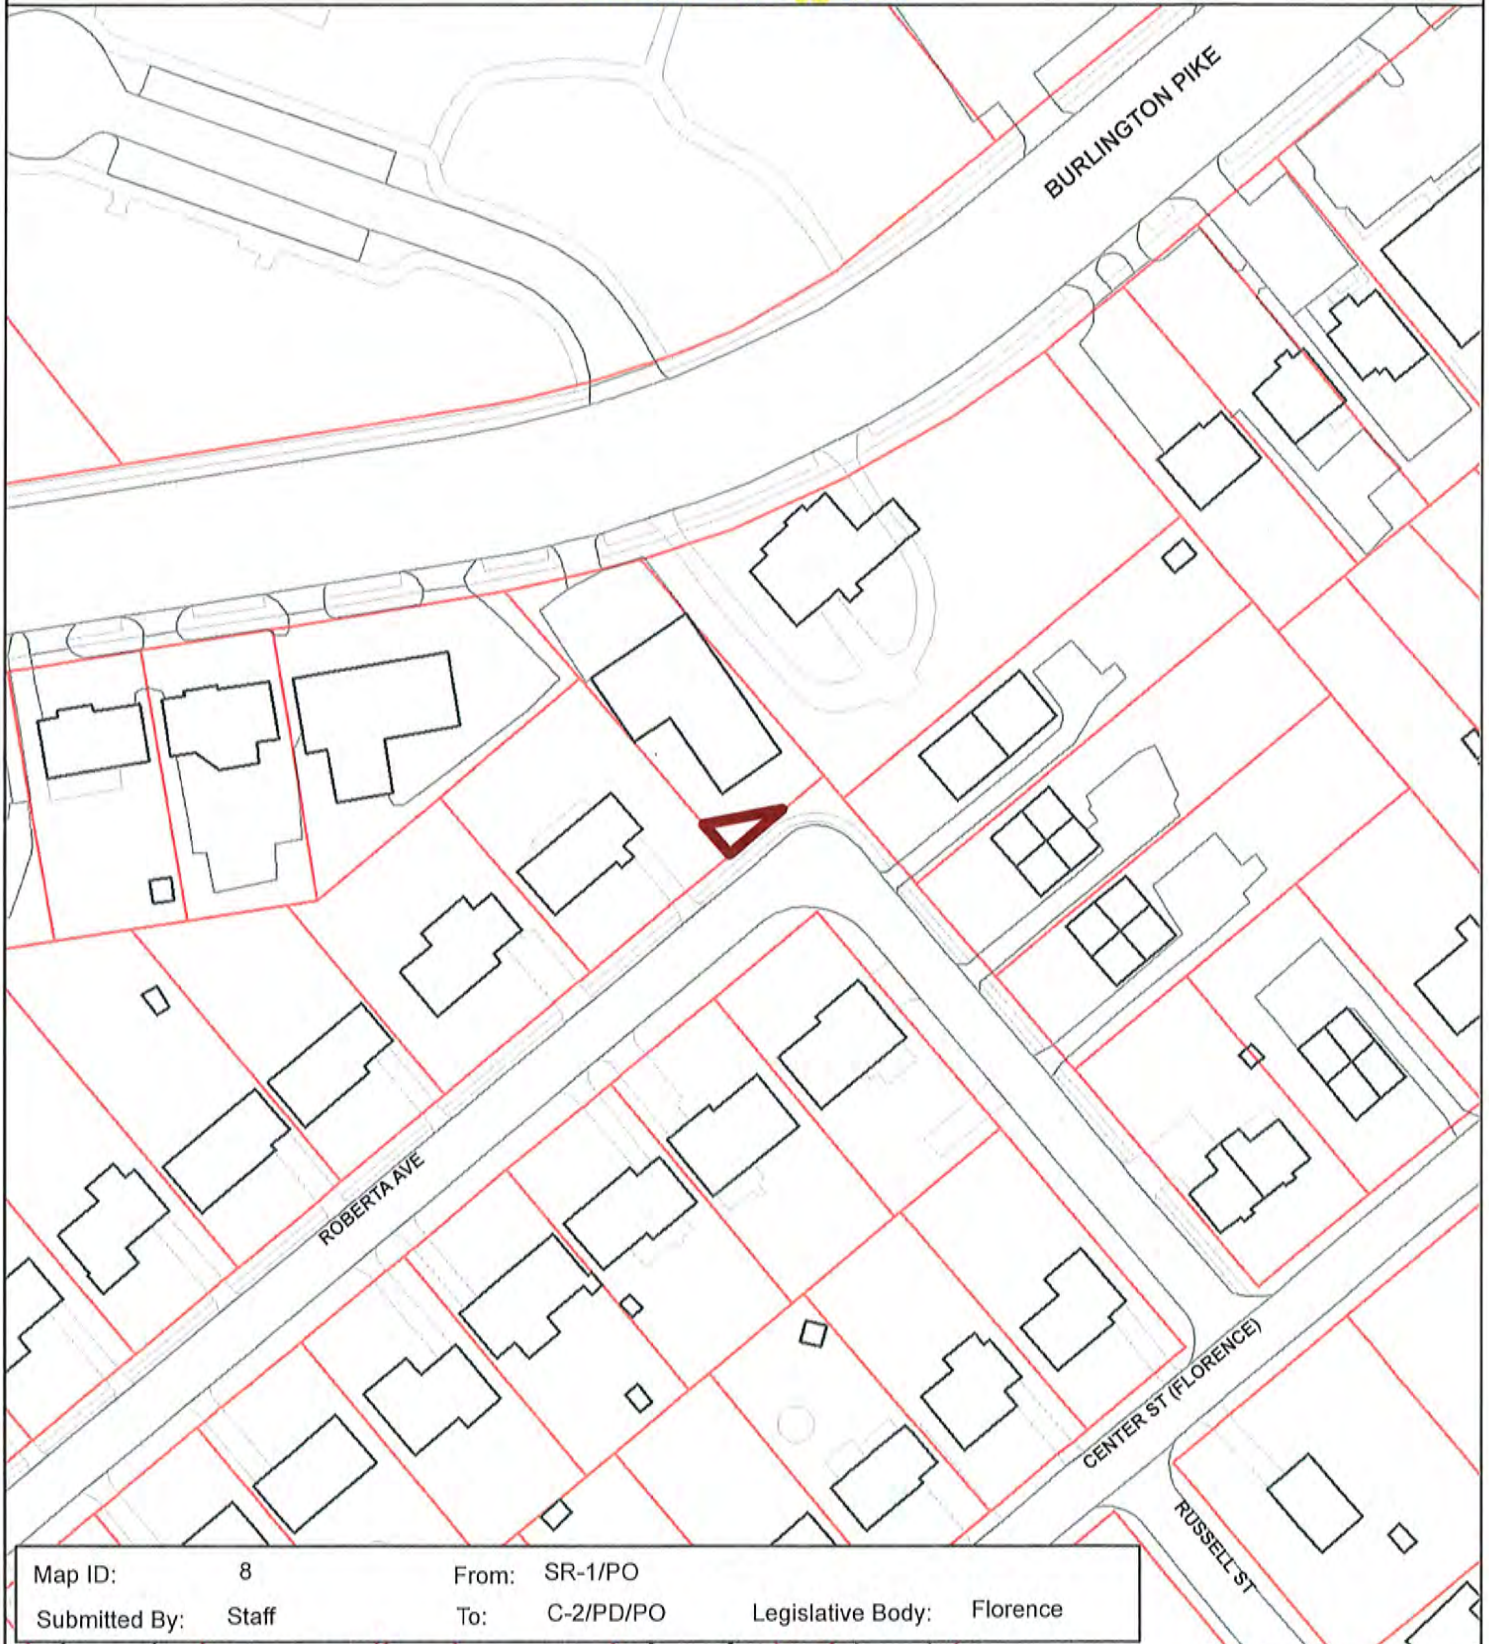 BURLINGTON PIKE
ROBERTA AVE
CENTER ST (FLORENCE)
RUSSELL ST
Map ID: 8 From: SR-1/PO
Submitted By: Staff To: C-2/PD/PO Legislative Body: Florence